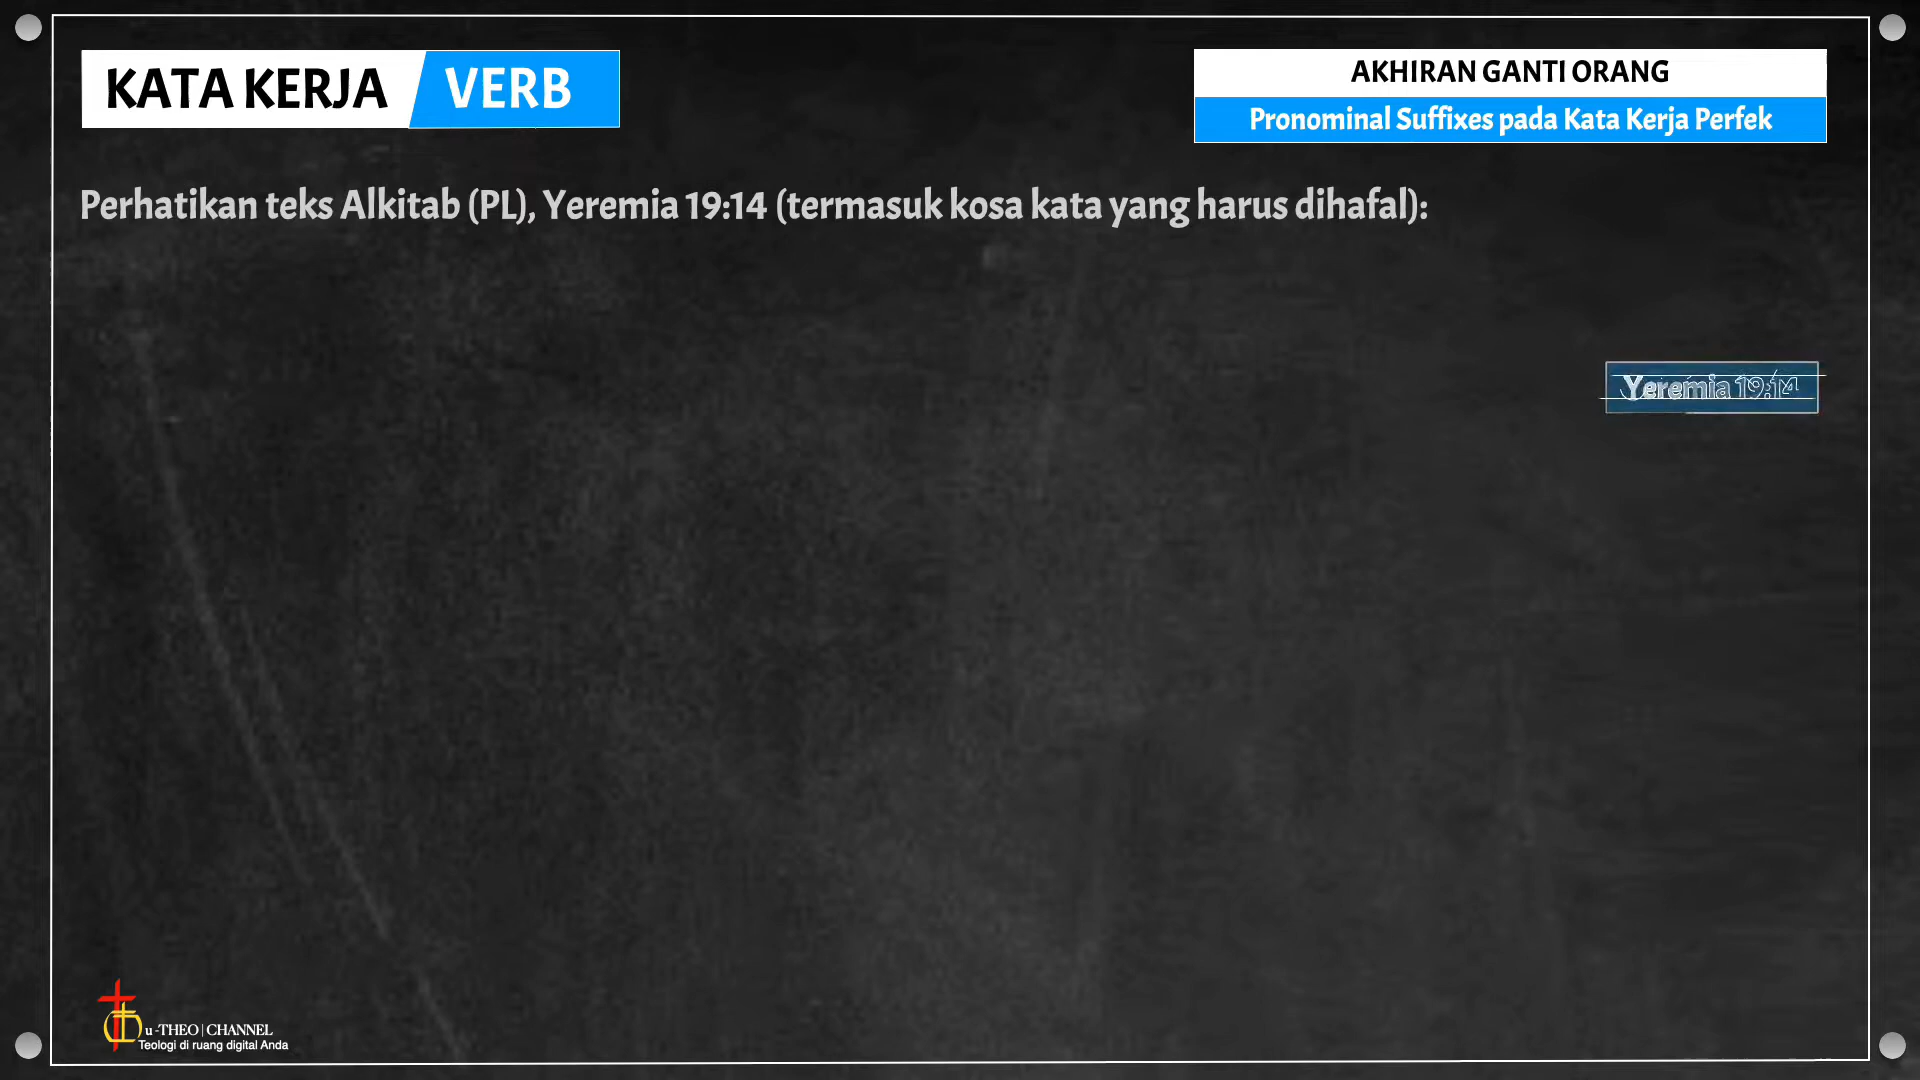 KATA KERJA VERB
AKHIRAN GANTI ORANG
Pronominal Suffixes pada Kata Kerja Perfek
Perhatikan teks Alkitab (PL), Yeremia 19:14 (termasuk kosa kata yang harus dihafal):
Yeremia 19:14
u-THEO | CHANNEL
Teologi di ruang digital Anda